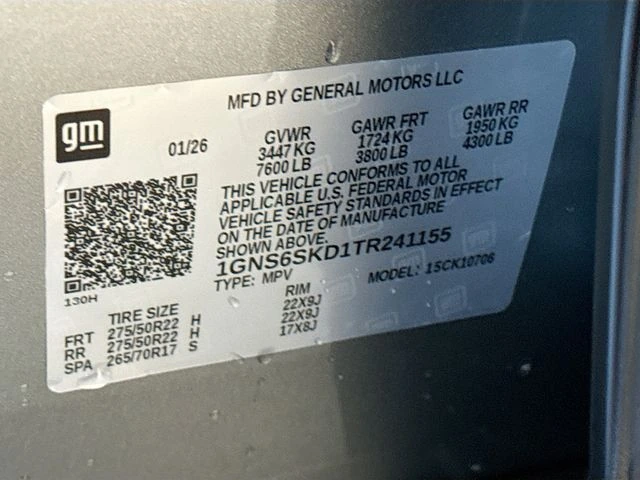 MFD BY GENERAL MOTORS LLC
gm
01/26
GVWR GAWR FRT GAWR RR
3447 KG 1724 KG 1950 KG
7600 LB 3800 LB 4300 LB
THIS VEHICLE CONFORMS TO ALL
APPLICABLE U.S. FEDERAL MOTOR
VEHICLE SAFETY STANDARDS IN EFFECT
ON THE DATE OF MANUFACTURE
SHOWN ABOVE.
1GNS6SKD1TR241155
TYPE: MPV MODEL: 15CK10706
130H
TIRE SIZE RIM
FRT 275/50R22 H 22X9J
RR 275/50R22 H 22X9J
SPA 265/70R17 S 17X8J